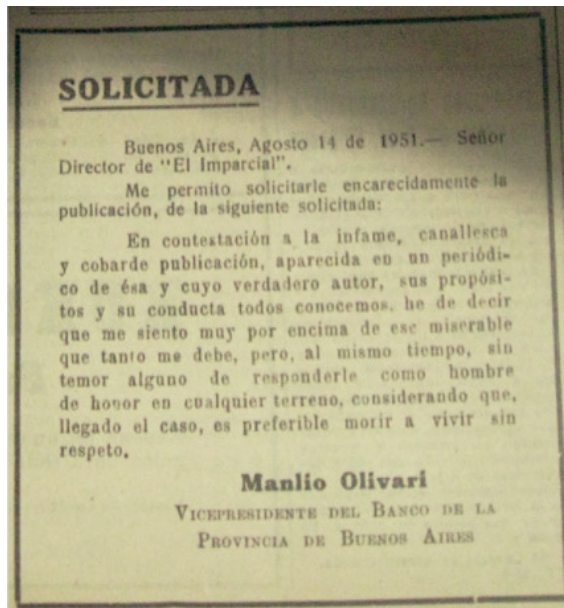 SOLICITADA
Buenos Aires, Agosto 14 de 1951.— Señor
Director de "El Imparcial".
Me permito solicitarle encarecidamente la
publicación, de la siguiente solicitada:
En contestación a la infame, canallesca
y cobarde publicación, aparecida en un periódi-
co de ésa y cuyo verdadero autor, sus propósi-
tos y su conducta todos conocemos, he de decir
que me siento muy por encima de ese miserable
que tanto me debe, pero, al mismo tiempo, sin
temor alguno de responderle como hombre
de honor en cualquier terreno, considerando que,
llegado el caso, es preferible morir a vivir sin
respeto.
Manlio Olivari
VICEPRESIDENTE DEL BANCO DE LA
PROVINCIA DE BUENOS AIRES